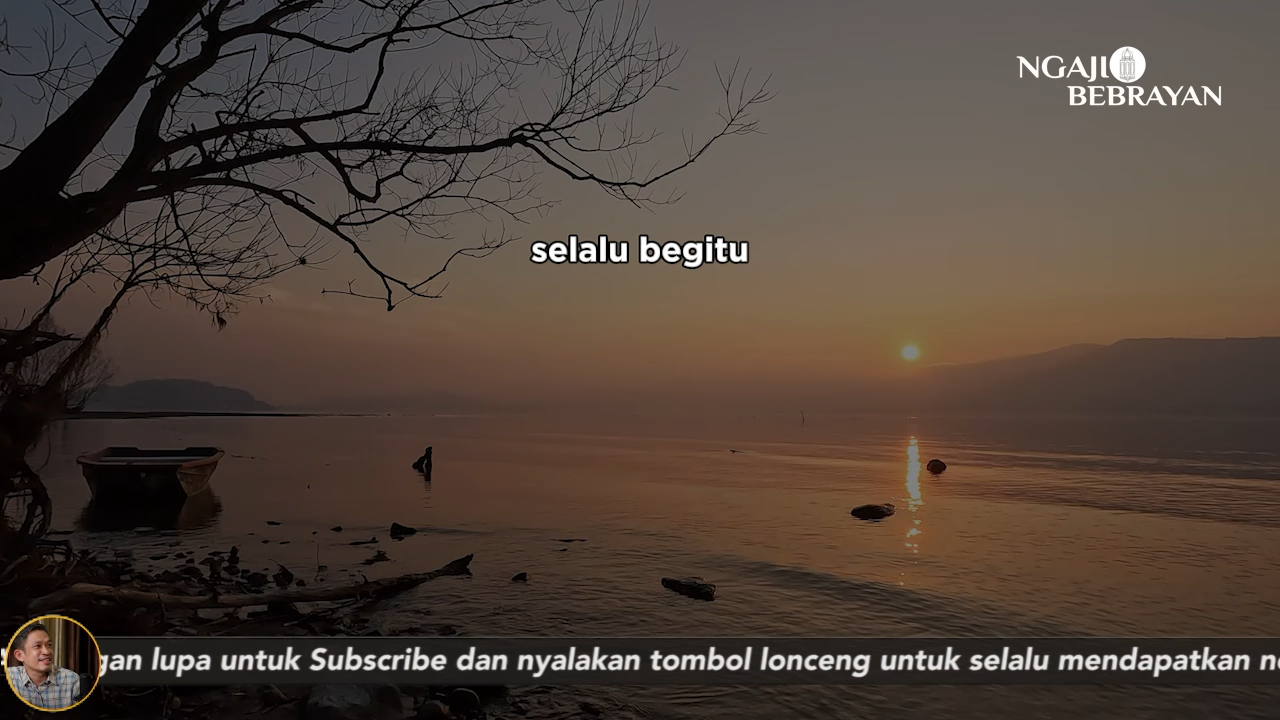 NGAJI
BEBRAYAN
selalu begitu
gan lupa untuk Subscribe dan nyalakan tombol lonceng untuk selalu mendapatkan